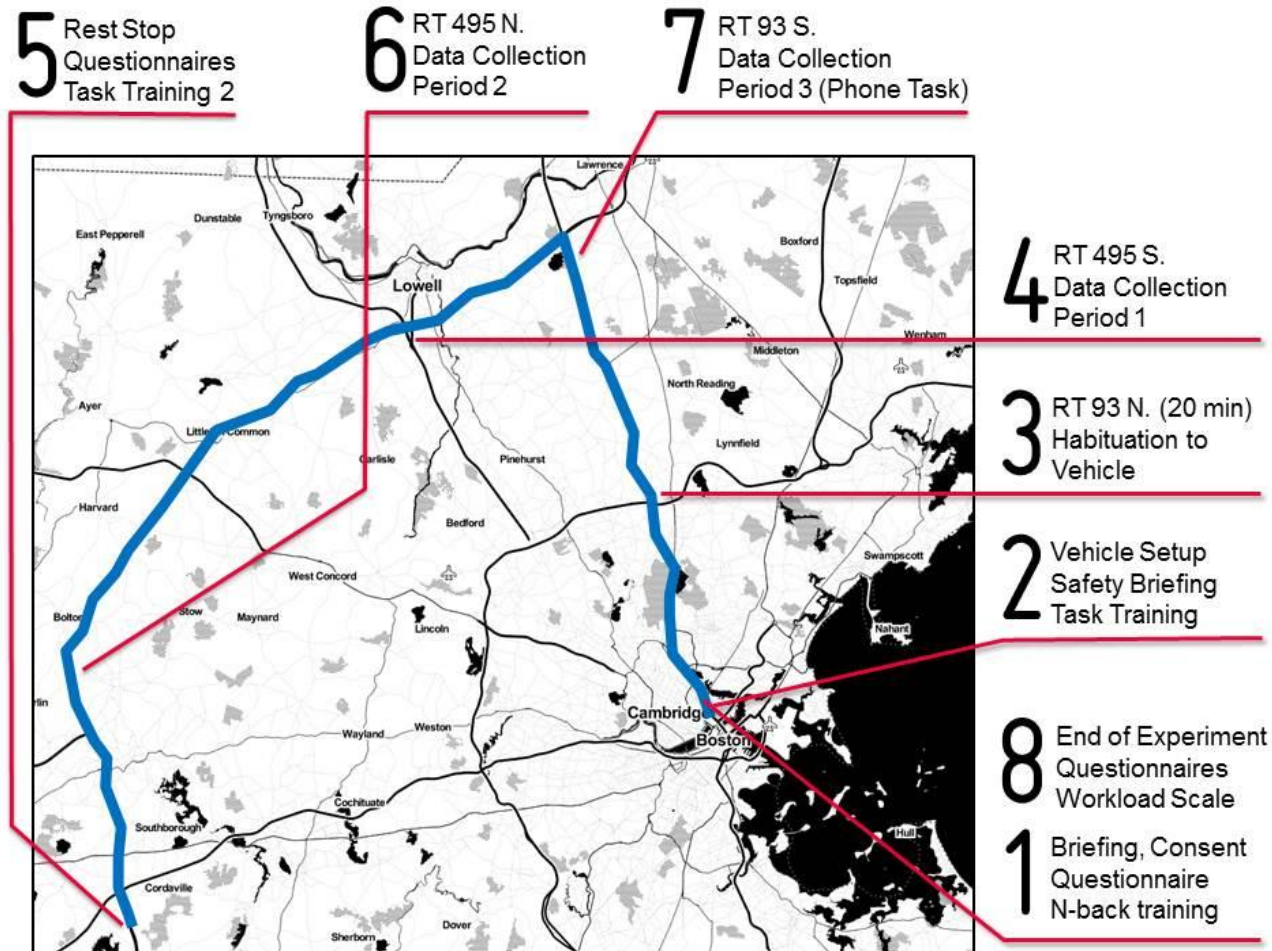 5 Rest Stop
Questionnaires
Task Training 2
6 RT 495 N.
Data Collection
Period 2
7 RT 93 S.
Data Collection
Period 3 (Phone Task)
4 RT 495 S.
Data Collection
Period 1
3 RT 93 N. (20 min)
Habituation to
Vehicle
2 Vehicle Setup
Safety Briefing
Task Training
8 End of Experiment
Questionnaires
Workload Scale
1 Briefing, Consent
Questionnaire
N-back training
Lawrence
Dunstable
Tyngsboro
East Pepperell
Boxford
Topsfield
Lowell
Wenham
Middleton
North Reading
Ayer
Common
Lynnfield
Carlisle
Pinehurst
Harvard
Bedford
Swampscott
West Concord
Bolton
Stow
Maynard
Lincoln
Nahant
rlin
Cambridg
Boston
Weston
Wayland
Cochituate
Southborough
Hull
Cordaville
Dover
Sherborn